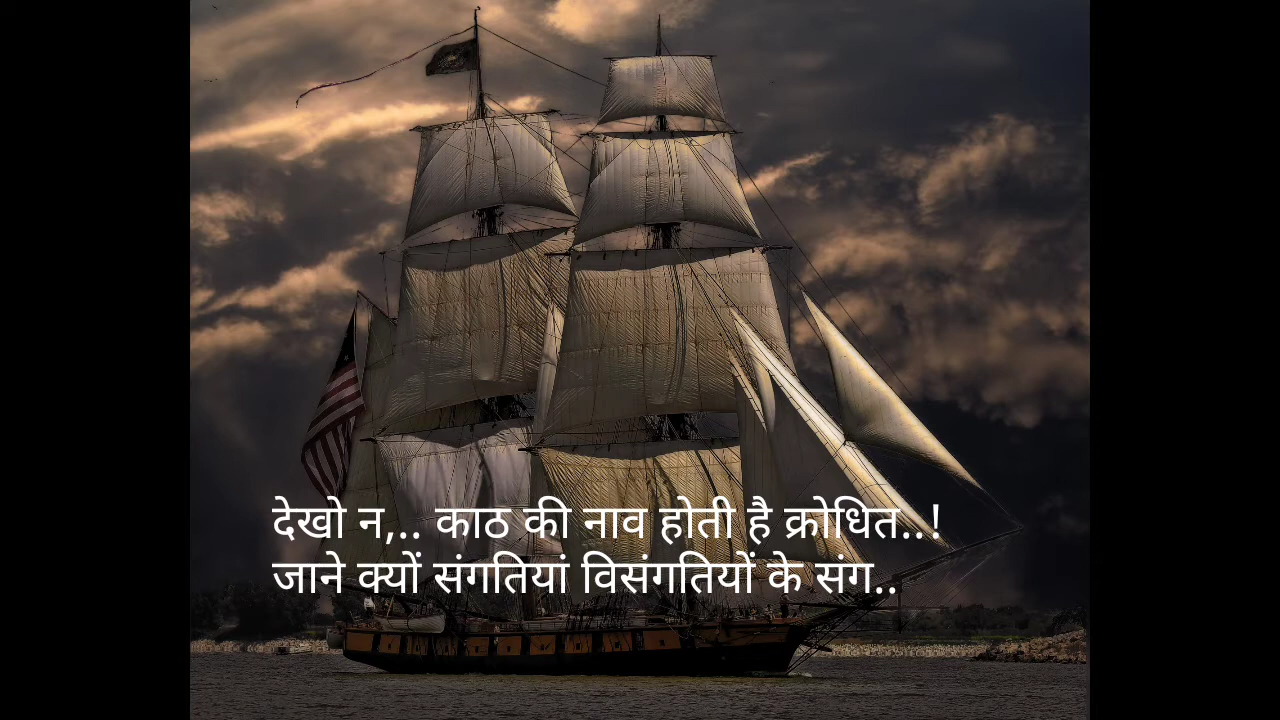 देखो न,.. काठ की नाव होती है क्रोधित..!
जाने क्यों संगतियां विसंगतियों के संग..